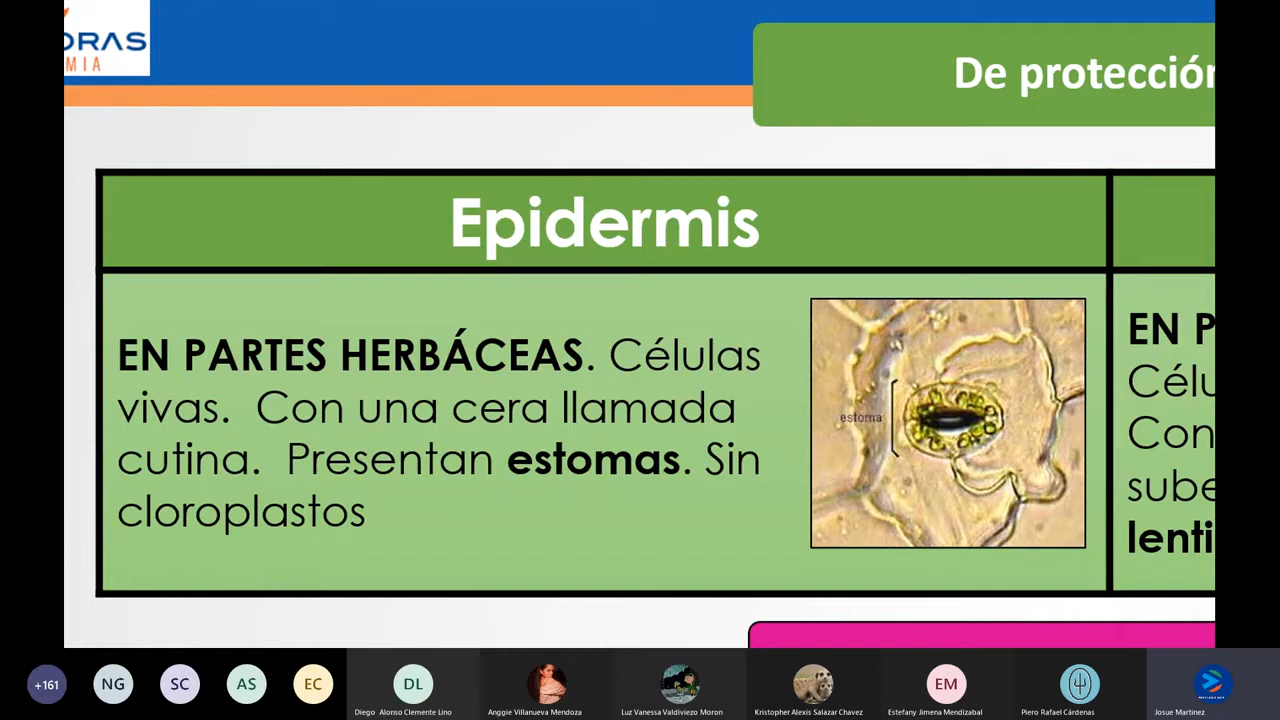 ORAS
MIA
De protección
Epidermis
EN PARTES HERBÁCEAS. Células
vivas.  Con una cera llamada
cutina.  Presentan estomas. Sin
cloroplastos
estoma
EN P
Célu
Con
sube
lenti
+161
NG
SC
AS
EC
DL
EM
Diego Alonso Clemente Lino
Anggie Villanueva Mendoza
Luz Vanessa Valdiviezo Moron
Kristopher Alexis Salazar Chavez
Estefany Jimena Mendizabal
Piero Rafael Cárdenas
Josue Martinez